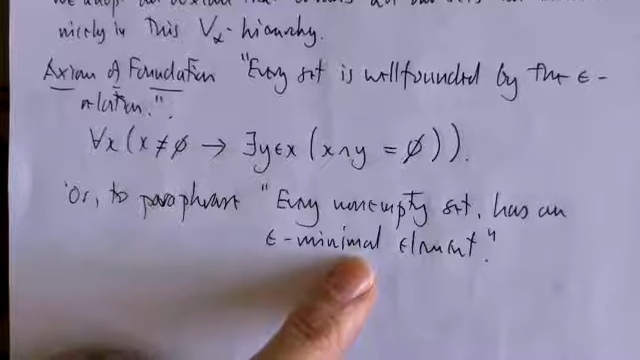 nicely in this V_α-hierarchy.
Axiom of Foundation "Every set is wellfounded by the ∈-
relation.".
∀x(x≠∅ → ∃y∈x(x∩y = ∅)).
Or, to paraphrase "Every nonempty set, has an
∈-minimal element."